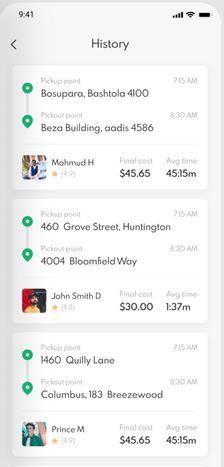 9:41
History
Pickup point 7:15 AM
Bosupara, Bashtola 4100
Pickout point 8:30 AM
Beza Building, aadis 4586
Mahmud H Final cost Avg time
(4.9) $45.65 45:15m
Pickup point 7:15 AM
460 Grove Street, Huntington
Pickout point 8:30 AM
4004 Bloomfield Way
John Smith D Final cost Avg time
(4.8) $30.00 1:37m
Pickup point 7:15 AM
1460 Quilly Lane
Pickout point 8:30 AM
Columbus, 183 Breezewood
Prince M Final cost Avg time
(4.9) $45.65 45:15m